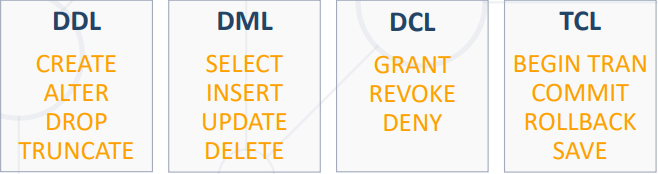 DDL
CREATE
ALTER
DROP
TRUNCATE
DML
SELECT
INSERT
UPDATE
DELETE
DCL
GRANT
REVOKE
DENY
TCL
BEGIN TRAN
COMMIT
ROLLBACK
SAVE